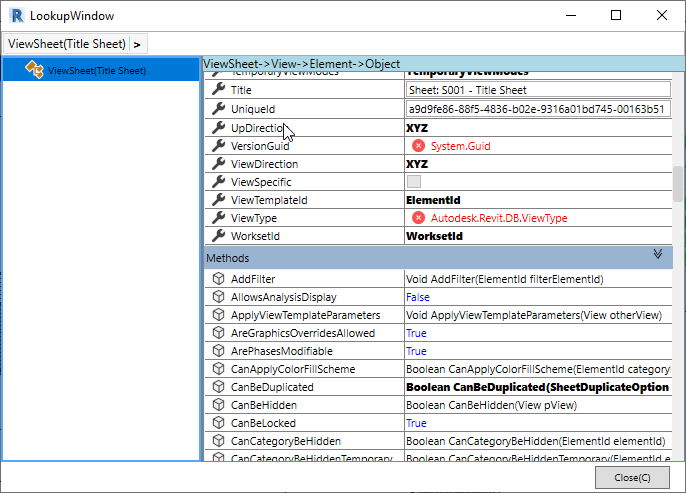 LookupWindow
ViewSheet(Title Sheet) >
ViewSheet(Title Sheet)
ViewSheet->View->Element->Object
TemporaryViewModes TemporaryViewModes
Title Sheet: S001 - Title Sheet
UniqueId a9d9fe86-88f5-4836-b02e-9316a01bd745-00163b51
UpDirection XYZ
VersionGuid System.Guid
ViewDirection XYZ
ViewSpecific
ViewTemplateId ElementId
ViewType Autodesk.Revit.DB.ViewType
WorksetId WorksetId
Methods
AddFilter Void AddFilter(ElementId filterElementId)
AllowsAnalysisDisplay False
ApplyViewTemplateParameters Void ApplyViewTemplateParameters(View otherView)
AreGraphicsOverridesAllowed True
ArePhasesModifiable True
CanApplyColorFillScheme Boolean CanApplyColorFillScheme(ElementId category
CanBeDuplicated Boolean CanBeDuplicated(SheetDuplicateOption
CanBeHidden Boolean CanBeHidden(View pView)
CanBeLocked True
CanCategoryBeHidden Boolean CanCategoryBeHidden(ElementId elementId)
CanCategoryBeHiddenTemporary Boolean CanCategoryBeHiddenTemporary(ElementId e
Close(C)